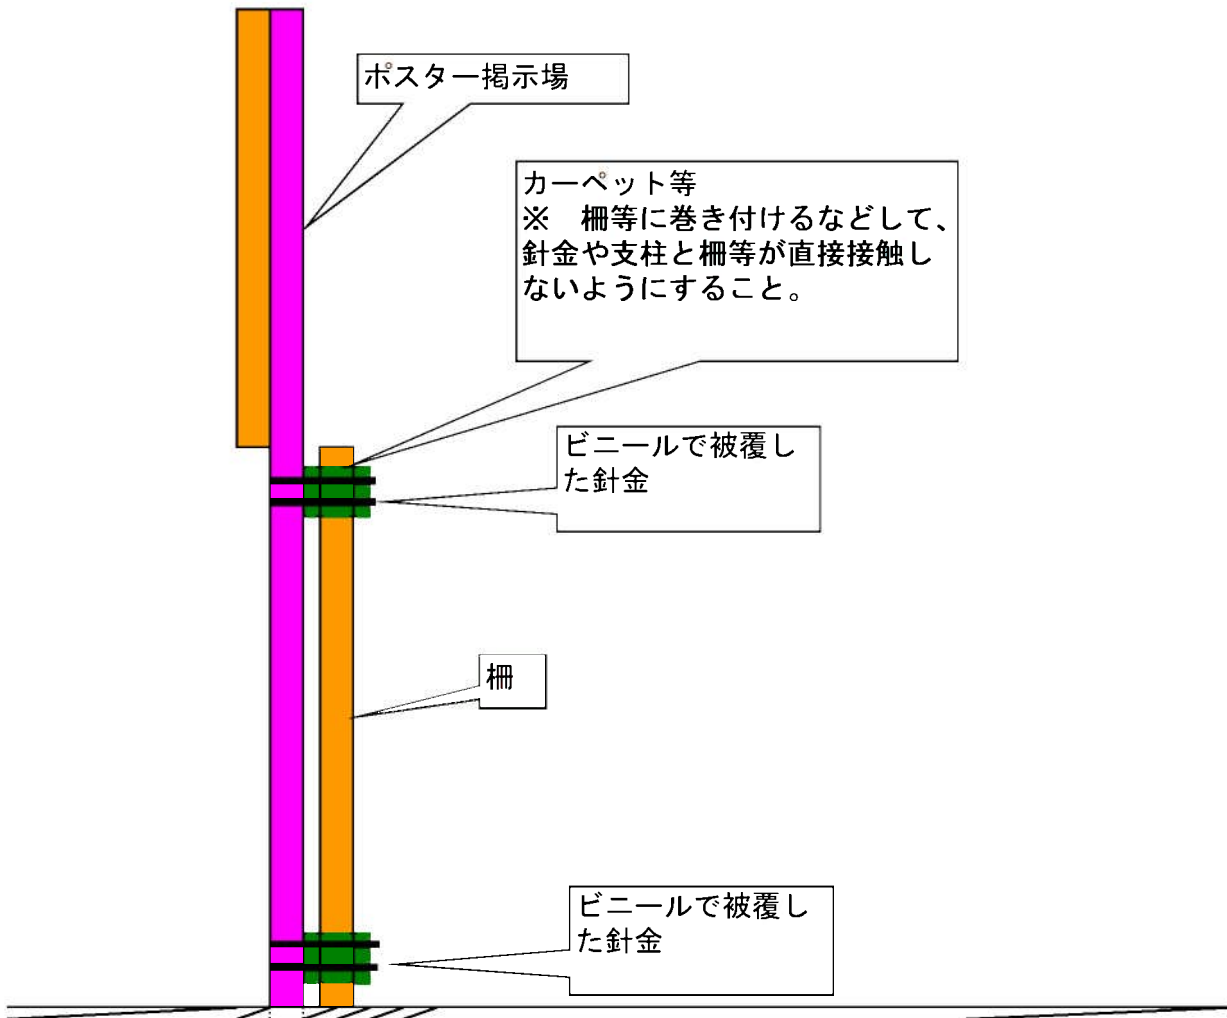 ポスター掲示場
カーペット等
※　柵等に巻き付けるなどして、
針金や支柱と柵等が直接接触し
ないようにすること。
ビニールで被覆し
た針金
柵
ビニールで被覆し
た針金